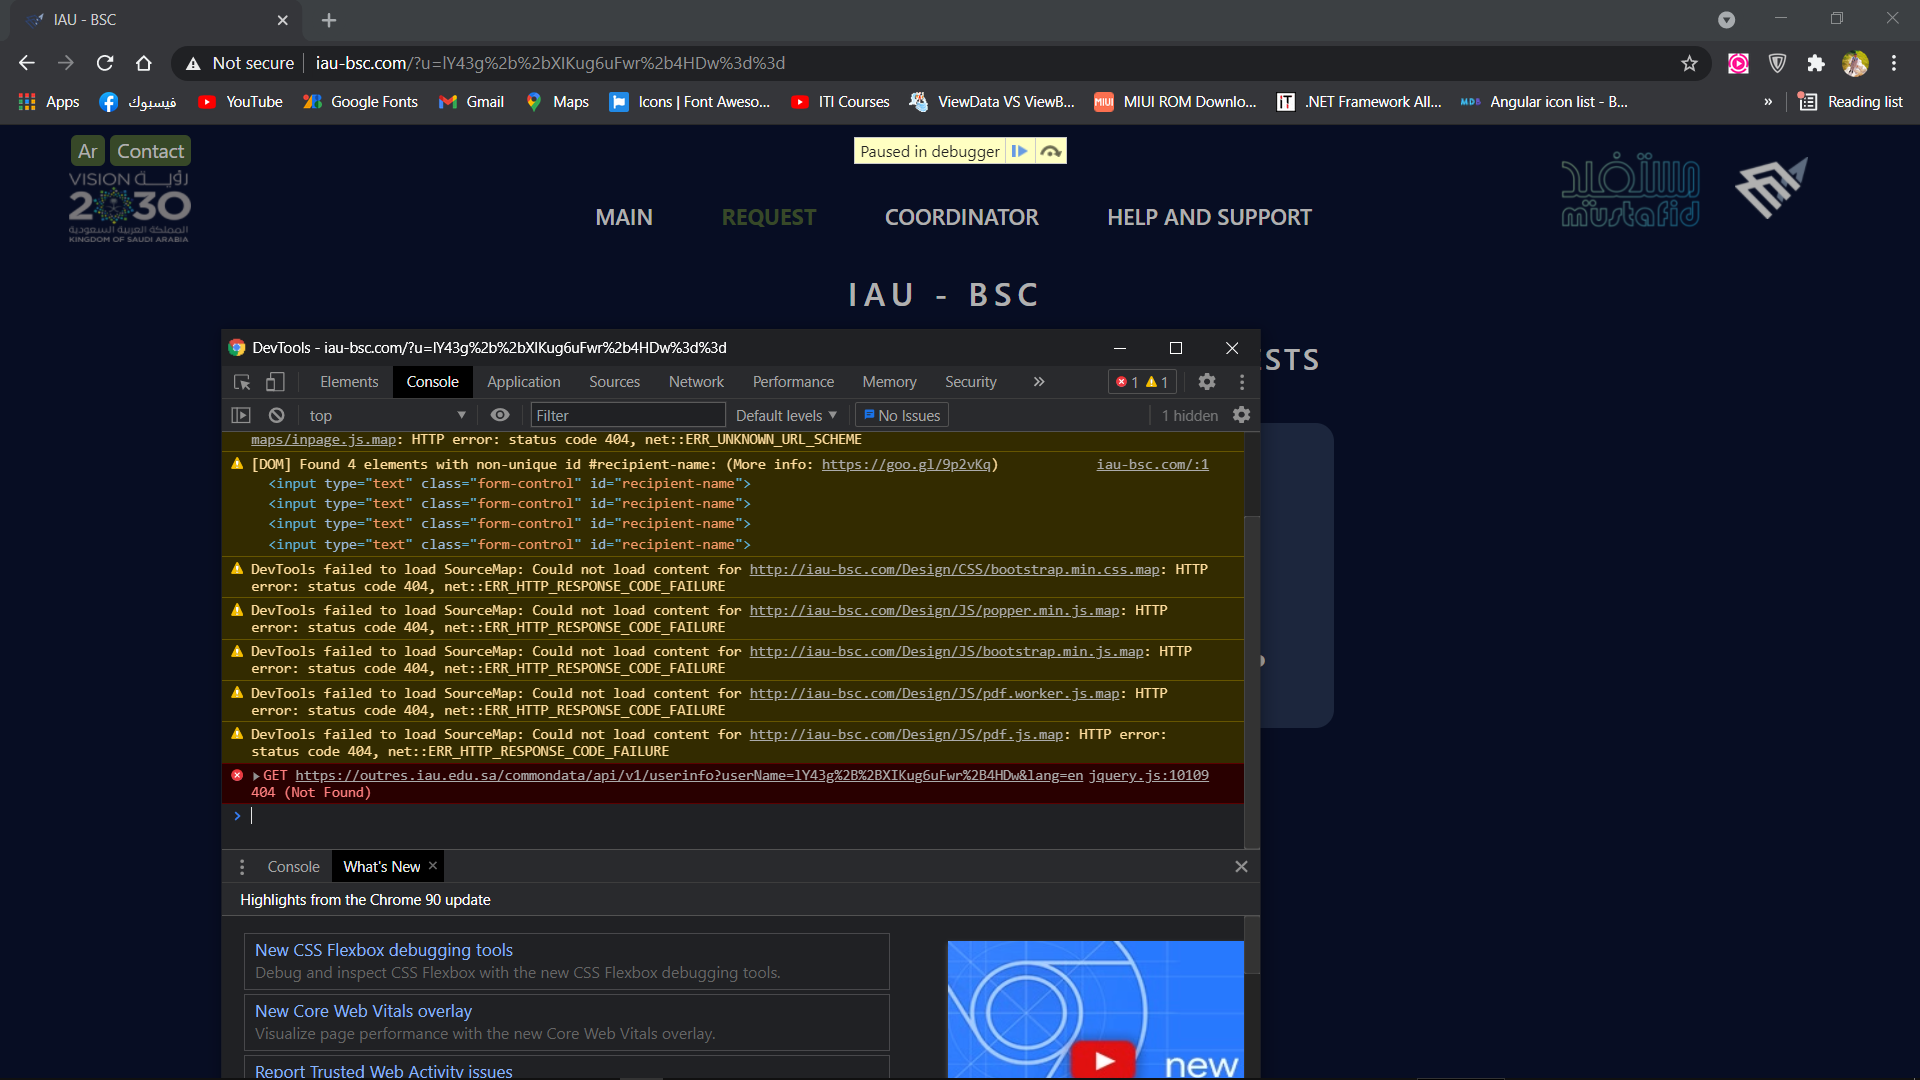 IAU - BSC
Not secure
iau-bsc.com/?u=lY43g%2b%2bXIKug6uFwr%2b4HDw%3d%3d
Apps
فيسبوك
YouTube
Google Fonts
Gmail
Maps
Icons | Font Aweso...
ITI Courses
ViewData VS ViewB...
MIUI ROM Downlo...
.NET Framework All...
Angular icon list - B...
»
Reading list
Ar
Contact
Paused in debugger
VISION رؤيـــة
2030
المملكة العربية السعودية
KINGDOM OF SAUDI ARABIA
MAIN
REQUEST
COORDINATOR
HELP AND SUPPORT
مستفيد
mustafid
IAU - BSC
STS
DevTools - iau-bsc.com/?u=lY43g%2b%2bXIKug6uFwr%2b4HDw%3d%3d
Elements
Console
Application
Sources
Network
Performance
Memory
Security
»
1
1
top
Filter
Default levels
No Issues
1 hidden
maps/inpage.js.map: HTTP error: status code 404, net::ERR_UNKNOWN_URL_SCHEME
[DOM] Found 4 elements with non-unique id #recipient-name: (More info: https://goo.gl/9p2vKq)
iau-bsc.com/:1
<input type="text" class="form-control" id="recipient-name">
<input type="text" class="form-control" id="recipient-name">
<input type="text" class="form-control" id="recipient-name">
<input type="text" class="form-control" id="recipient-name">
DevTools failed to load SourceMap: Could not load content for http://iau-bsc.com/Design/CSS/bootstrap.min.css.map: HTTP
error: status code 404, net::ERR_HTTP_RESPONSE_CODE_FAILURE
DevTools failed to load SourceMap: Could not load content for http://iau-bsc.com/Design/JS/popper.min.js.map: HTTP
error: status code 404, net::ERR_HTTP_RESPONSE_CODE_FAILURE
DevTools failed to load SourceMap: Could not load content for http://iau-bsc.com/Design/JS/bootstrap.min.js.map: HTTP
error: status code 404, net::ERR_HTTP_RESPONSE_CODE_FAILURE
DevTools failed to load SourceMap: Could not load content for http://iau-bsc.com/Design/JS/pdf.worker.js.map: HTTP
error: status code 404, net::ERR_HTTP_RESPONSE_CODE_FAILURE
DevTools failed to load SourceMap: Could not load content for http://iau-bsc.com/Design/JS/pdf.js.map: HTTP error:
status code 404, net::ERR_HTTP_RESPONSE_CODE_FAILURE
GET https://outres.iau.edu.sa/commondata/api/v1/userinfo?userName=lY43g%2B%2BXIKug6uFwr%2B4HDw&lang=en jquery.js:10109
404 (Not Found)
Console
What's New
Highlights from the Chrome 90 update
New CSS Flexbox debugging tools
Debug and inspect CSS Flexbox with the new CSS Flexbox debugging tools.
New Core Web Vitals overlay
Visualize page performance with the new Core Web Vitals overlay.
Report Trusted Web Activity issues
new